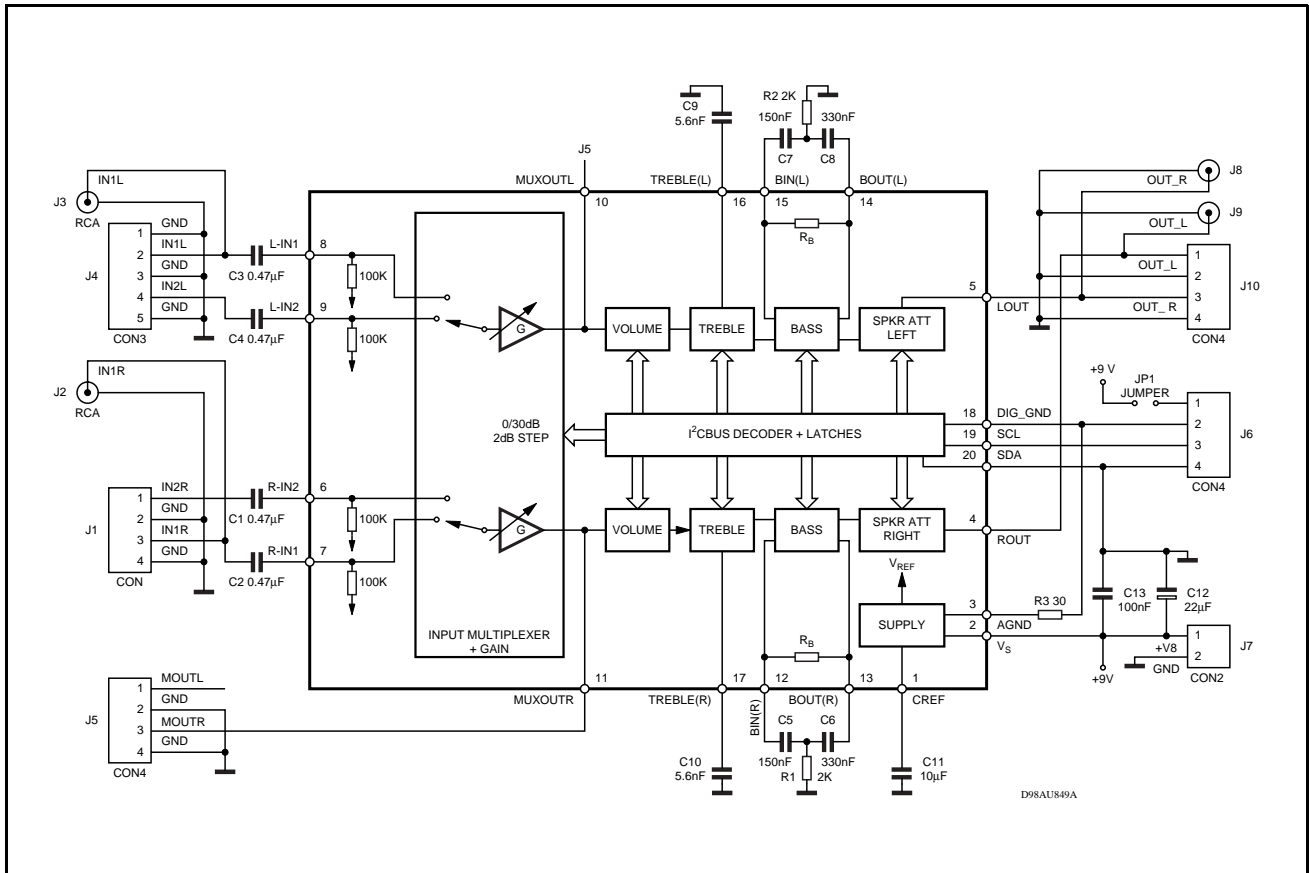 C9
5.6nF
R2 2K
150nF
330nF
C7
C8
J5
MUXOUTL
TREBLE(L)
BIN(L)
BOUT(L)
10
16
15
14
J3
RCA
IN1L
J4
1
2
3
4
5
GND
IN1L
GND
IN2L
GND
CON3
L-IN1
C3 0.47µF
L-IN2
C4 0.47µF
8
9
100K
100K
G
VOLUME
TREBLE
BASS
SPKR ATT
LEFT
RB
5
LOUT
J8
OUT_R
J9
OUT_L
OUT_L
OUT_ R
1
2
3
4
J10
CON4
J2
RCA
IN1R
0/30dB
2dB STEP
I2CBUS DECODER + LATCHES
18
DIG_GND
19
SCL
20
SDA
+9 V
JP1
JUMPER
1
2
3
4
J6
CON4
J1
1
2
3
4
IN2R
GND
IN1R
GND
CON
R-IN2
C1 0.47µF
R-IN1
C2 0.47µF
6
7
100K
100K
G
VOLUME
TREBLE
BASS
SPKR ATT
RIGHT
4
ROUT
VREF
SUPPLY
3
2
AGND
VS
R3 30
C13
100nF
C12
22µF
+V8
GND
+9V
1
2
J7
CON2
INPUT MULTIPLEXER
+ GAIN
RB
J5
1
2
3
4
MOUTL
GND
MOUTR
GND
CON4
MUXOUTR
11
TREBLE(R)
17
12
BIN(R)
BOUT(R)
13
1
CREF
C10
5.6nF
C5
C6
150nF
330nF
R1
2K
C11
10µF
D98AU849A